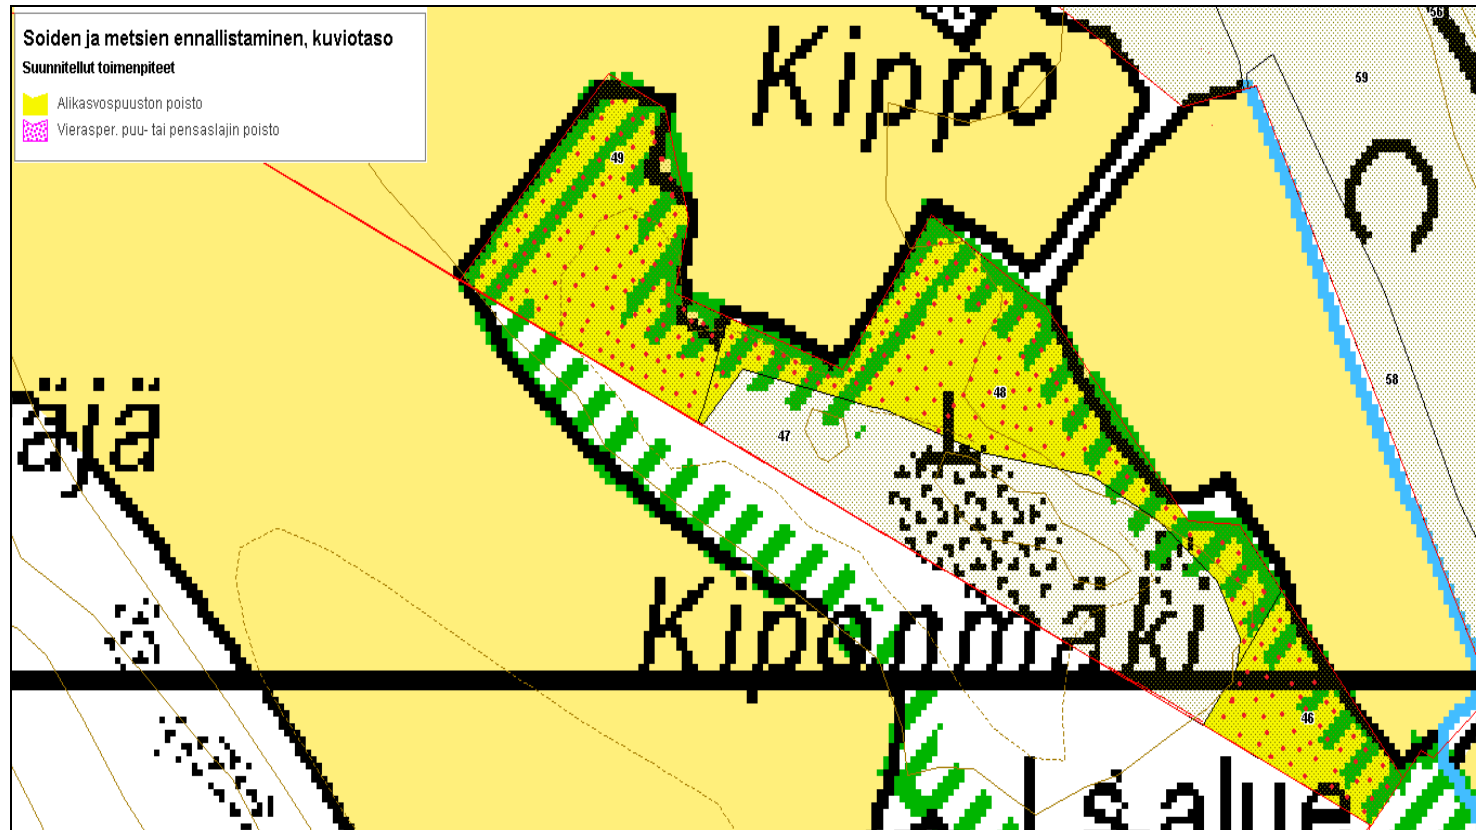 Soiden ja metsien ennallistaminen, kuviotaso
Suunnitellut toimenpiteet
Alikasvospuuston poisto
Vierasper. puu- tai pensaslajin poisto
Kippo
56
59
49
58
48
äjä
47
Kiponmäki
46
salue